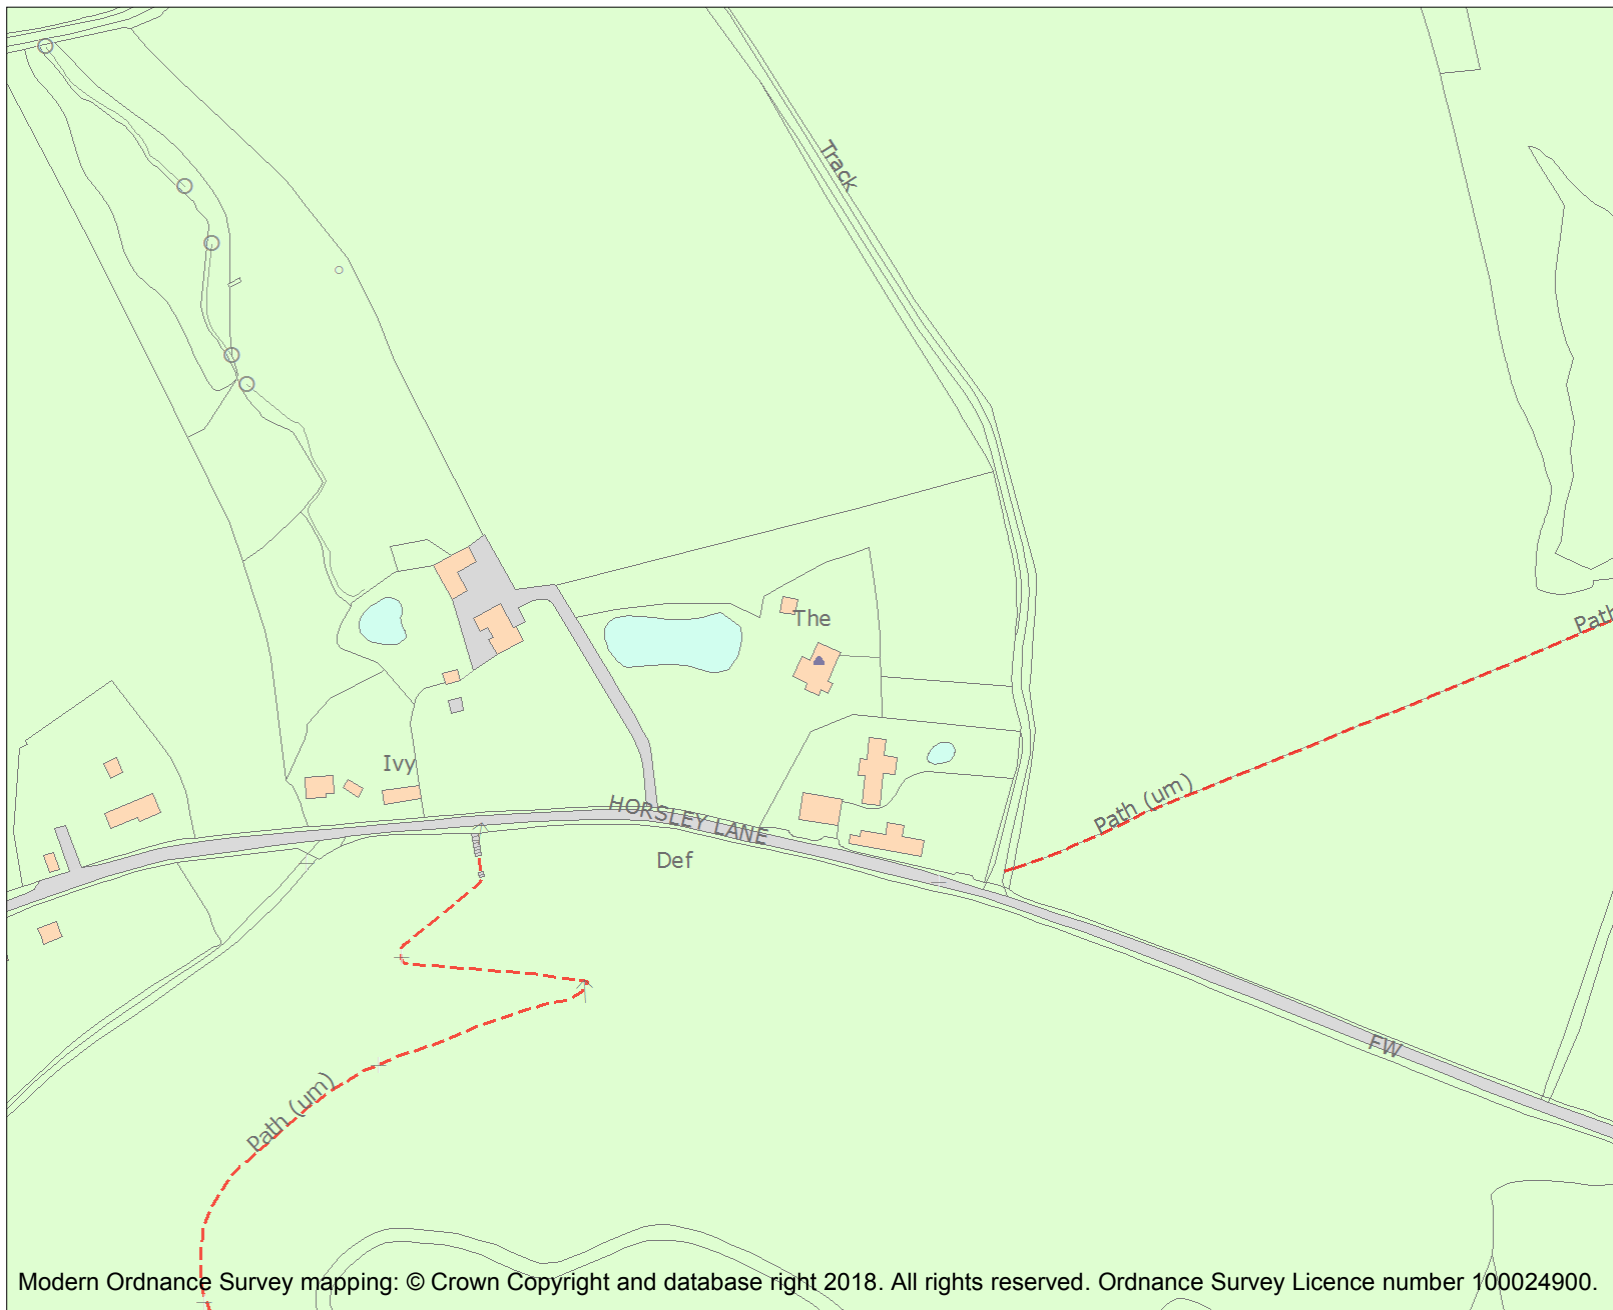 Track
The
Path
Ivy
Path (um)
HORSLEY LANE
Def
FW
Path (um)
Modern Ordnance Survey mapping: © Crown Copyright and database right 2018. All rights reserved. Ordnance Survey Licence number 100024900.